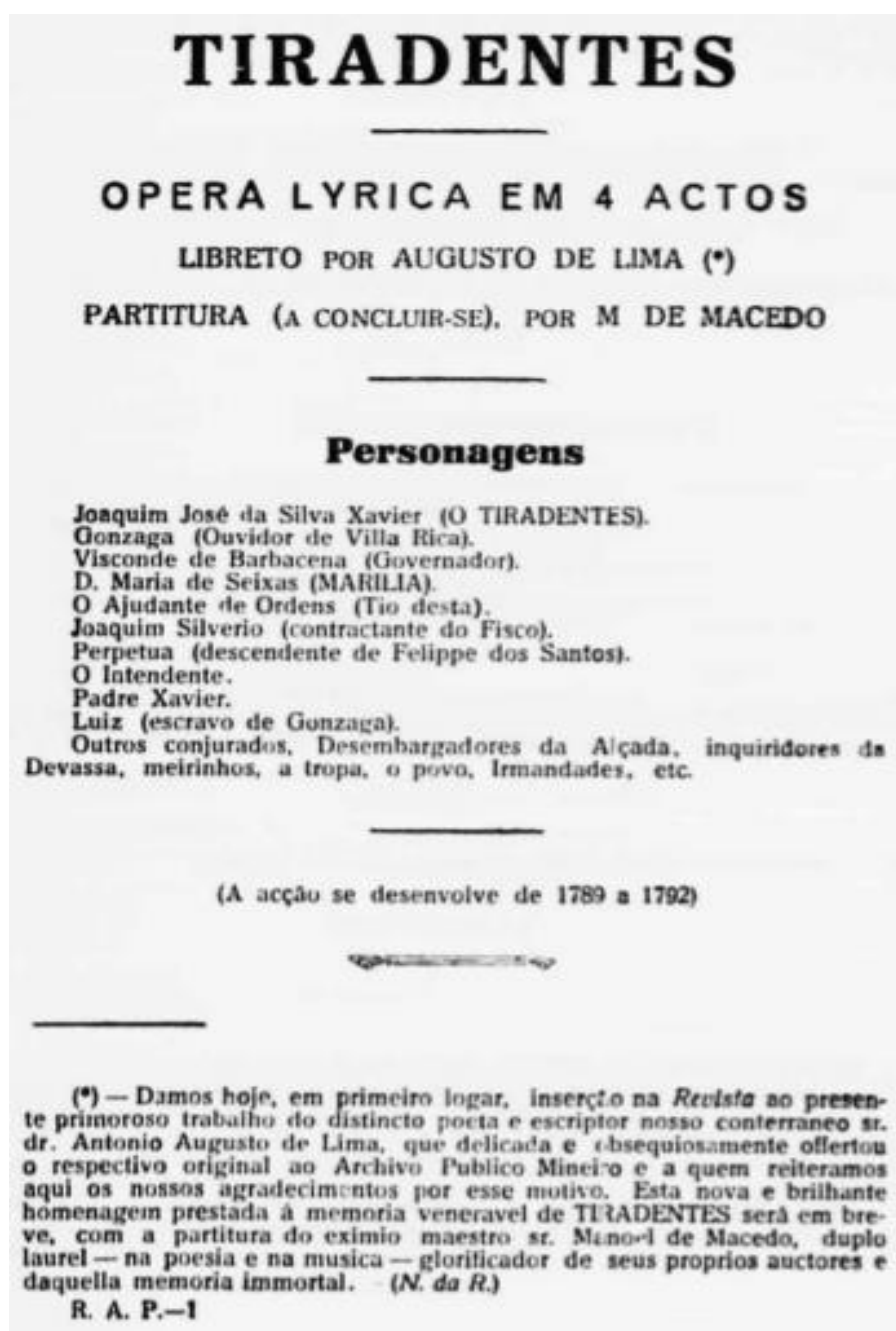 TIRADENTES
OPERA LYRICA EM 4 ACTOS
LIBRETO POR AUGUSTO DE LIMA (*)
PARTITURA (A CONCLUIR-SE), POR M DE MACEDO
Personagens
Joaquim José da Silva Xavier (O TIRADENTES).
Gonzaga (Ouvidor de Villa Rica).
Visconde de Barbacena (Governador).
D. Maria de Seixas (MARILIA).
O Ajudante de Ordens (Tio desta).
Joaquim Silverio (contractante do Fisco).
Perpetua (descendente de Felippe dos Santos).
O Intendente.
Padre Xavier.
Luiz (escravo de Gonzaga).
Outros conjurados, Desembargadores da Alçada, inquiridores da
Devassa, meirinhos, a tropa, o povo, Irmandades, etc.
(A acção se desenvolve de 1789 a 1792)
(*) — Damos hoje, em primeiro logar, inserção na Revista ao presen-
te primoroso trabalho do distincto poeta e escriptor nosso conterraneo sr.
dr. Antonio Augusto de Lima, que delicada e obsequiosamente offertou
o respectivo original ao Archivo Publico Mineiro e a quem reiteramos
aqui os nossos agradecimentos por esse motivo. Esta nova e brilhante
homenagem prestada á memoria veneravel de TIRADENTES será em bre-
ve, com a partitura do eximio maestro sr. Manoel de Macedo, duplo
laurel — na poesia e na musica — glorificador de seus proprios auctores e
daquella memoria immortal. (N. da R.)
R. A. P.—1